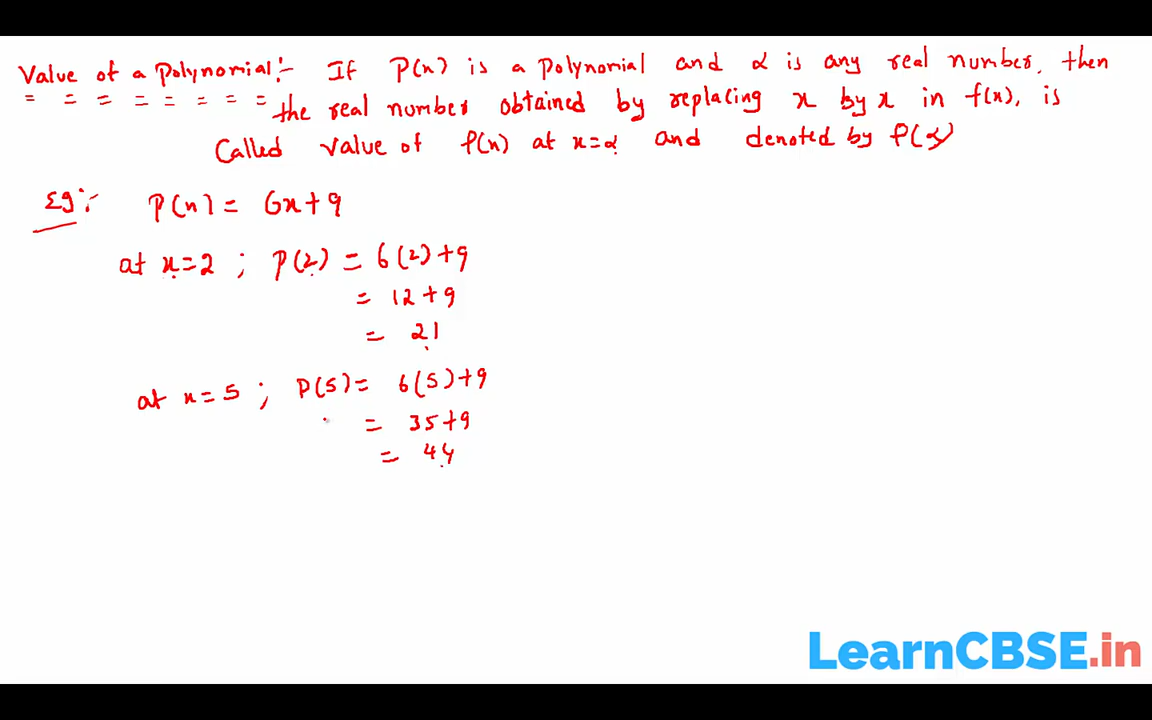 Value of a Polynomial:- If P(x) is a Polynomial and α is any real number. then
the real number obtained by replacing x by x in f(x), is
Called value of f(x) at x=α and denoted by f(α)
Eg:- P(x) = 6x+9
at x=2 ; P(2) = 6(2)+9
= 12+9
= 21
at x=5 ; P(5)= 6(5)+9
= 35+9
= 44
LearnCBSE.in